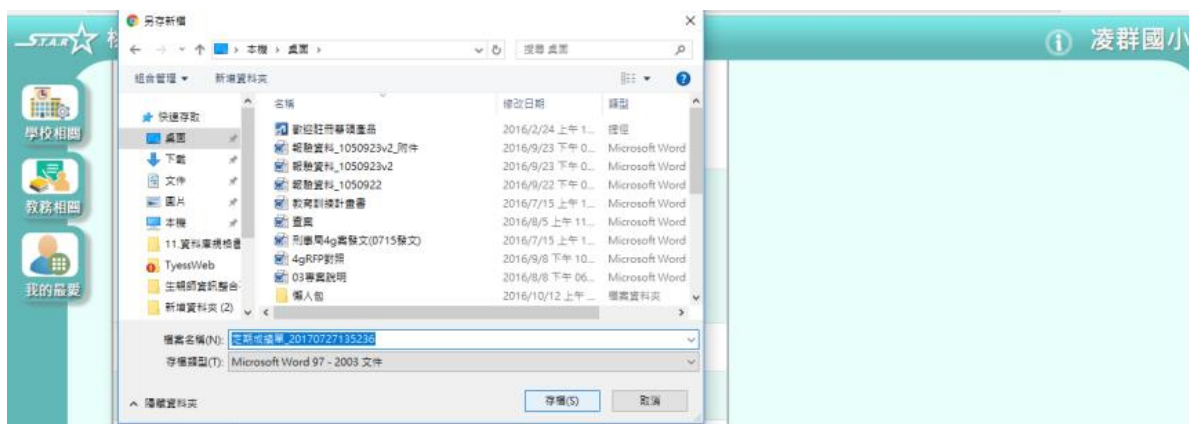 另存新檔
S.T.A.R
凌群國小
本機 › 桌面 ›
搜尋 桌面
組合管理 新增資料夾
名稱 修改日期 類型
快速存取
桌面
下載
文件
圖片
本機
11.資料庫規格書
TyessWeb
生親師資訊整合
新增資料夾 (2)
歡迎註冊華碩產品 2016/2/24 上午 1... 捷徑
報驗資料_1050923v2_附件 2016/9/23 下午 0... Microsoft Word
報驗資料_1050923v2 2016/9/23 下午 0... Microsoft Word
報驗資料_1050922 2016/9/22 下午 0... Microsoft Word
教育訓練計畫書 2016/7/15 上午 1... Microsoft Word
查案 2016/8/5 上午 11... Microsoft Word
刑事局4g案發文(0715發文) 2016/7/15 上午 1... Microsoft Word
4gRFP對照 2016/9/8 下午 10... Microsoft Word
03專案說明 2016/8/8 下午 06... Microsoft Word
懶人包 2016/10/12 上午 ... 檔案資料夾
檔案名稱(N): 定期成績單_20170727135236
存檔類型(T): Microsoft Word 97 - 2003 文件
隱藏資料夾
存檔(S)
取消
學校相關
教務相關
我的最愛